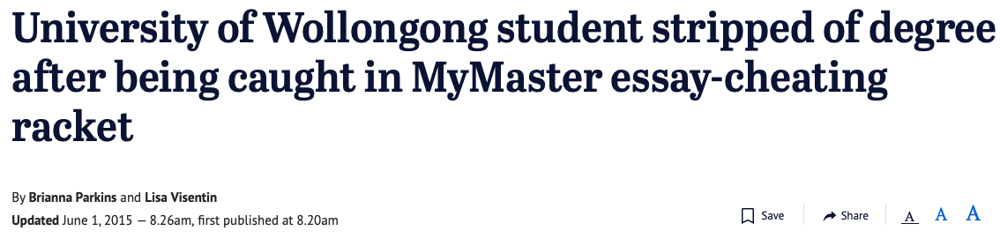 University of Wollongong student stripped of degree
after being caught in MyMaster essay-cheating
racket
By Brianna Parkins and Lisa Visentin
Updated June 1, 2015 — 8.26am, first published at 8.20am
Save Share A A A